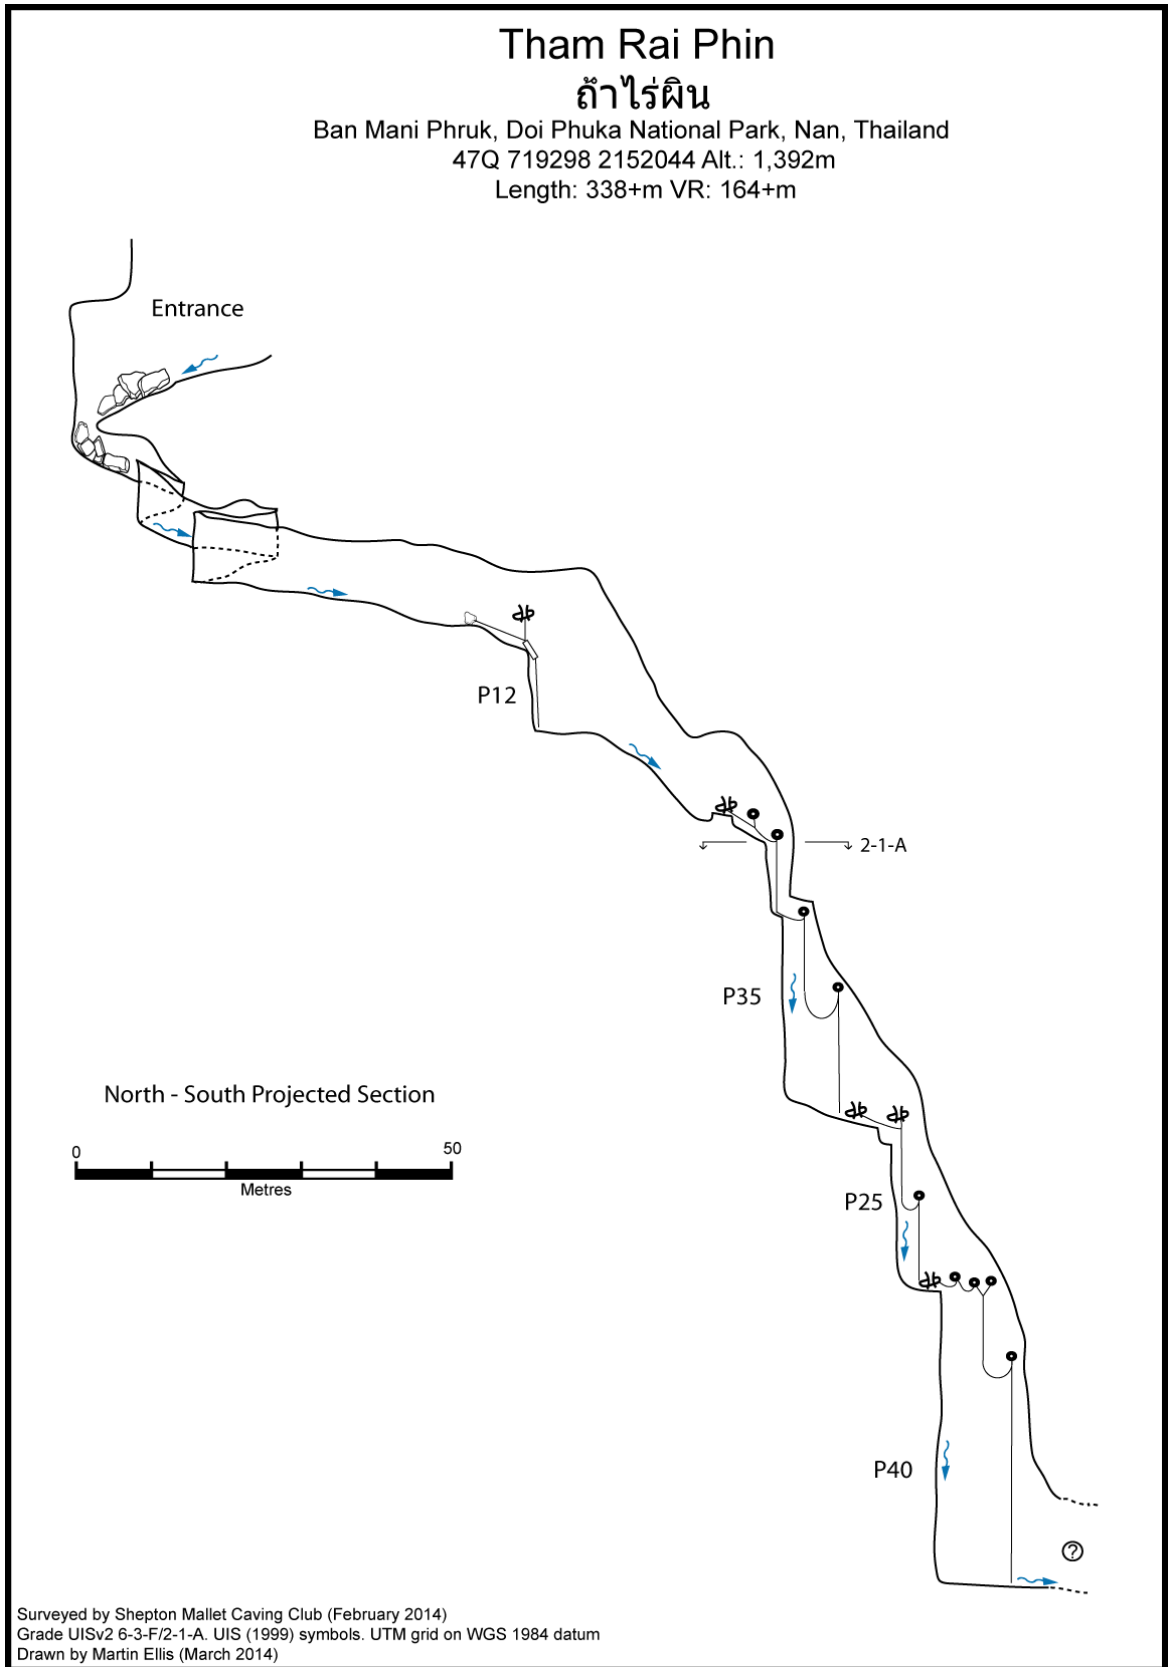 Tham Rai Phin
ถ้ำไร่ผิน
Ban Mani Phruk, Doi Phuka National Park, Nan, Thailand
47Q 719298 2152044 Alt.: 1,392m
Length: 338+m VR: 164+m
Entrance
P12
2-1-A
P35
North - South Projected Section
0 50
Metres
P25
P40
?
Surveyed by Shepton Mallet Caving Club (February 2014)
Grade UISv2 6-3-F/2-1-A. UIS (1999) symbols. UTM grid on WGS 1984 datum
Drawn by Martin Ellis (March 2014)